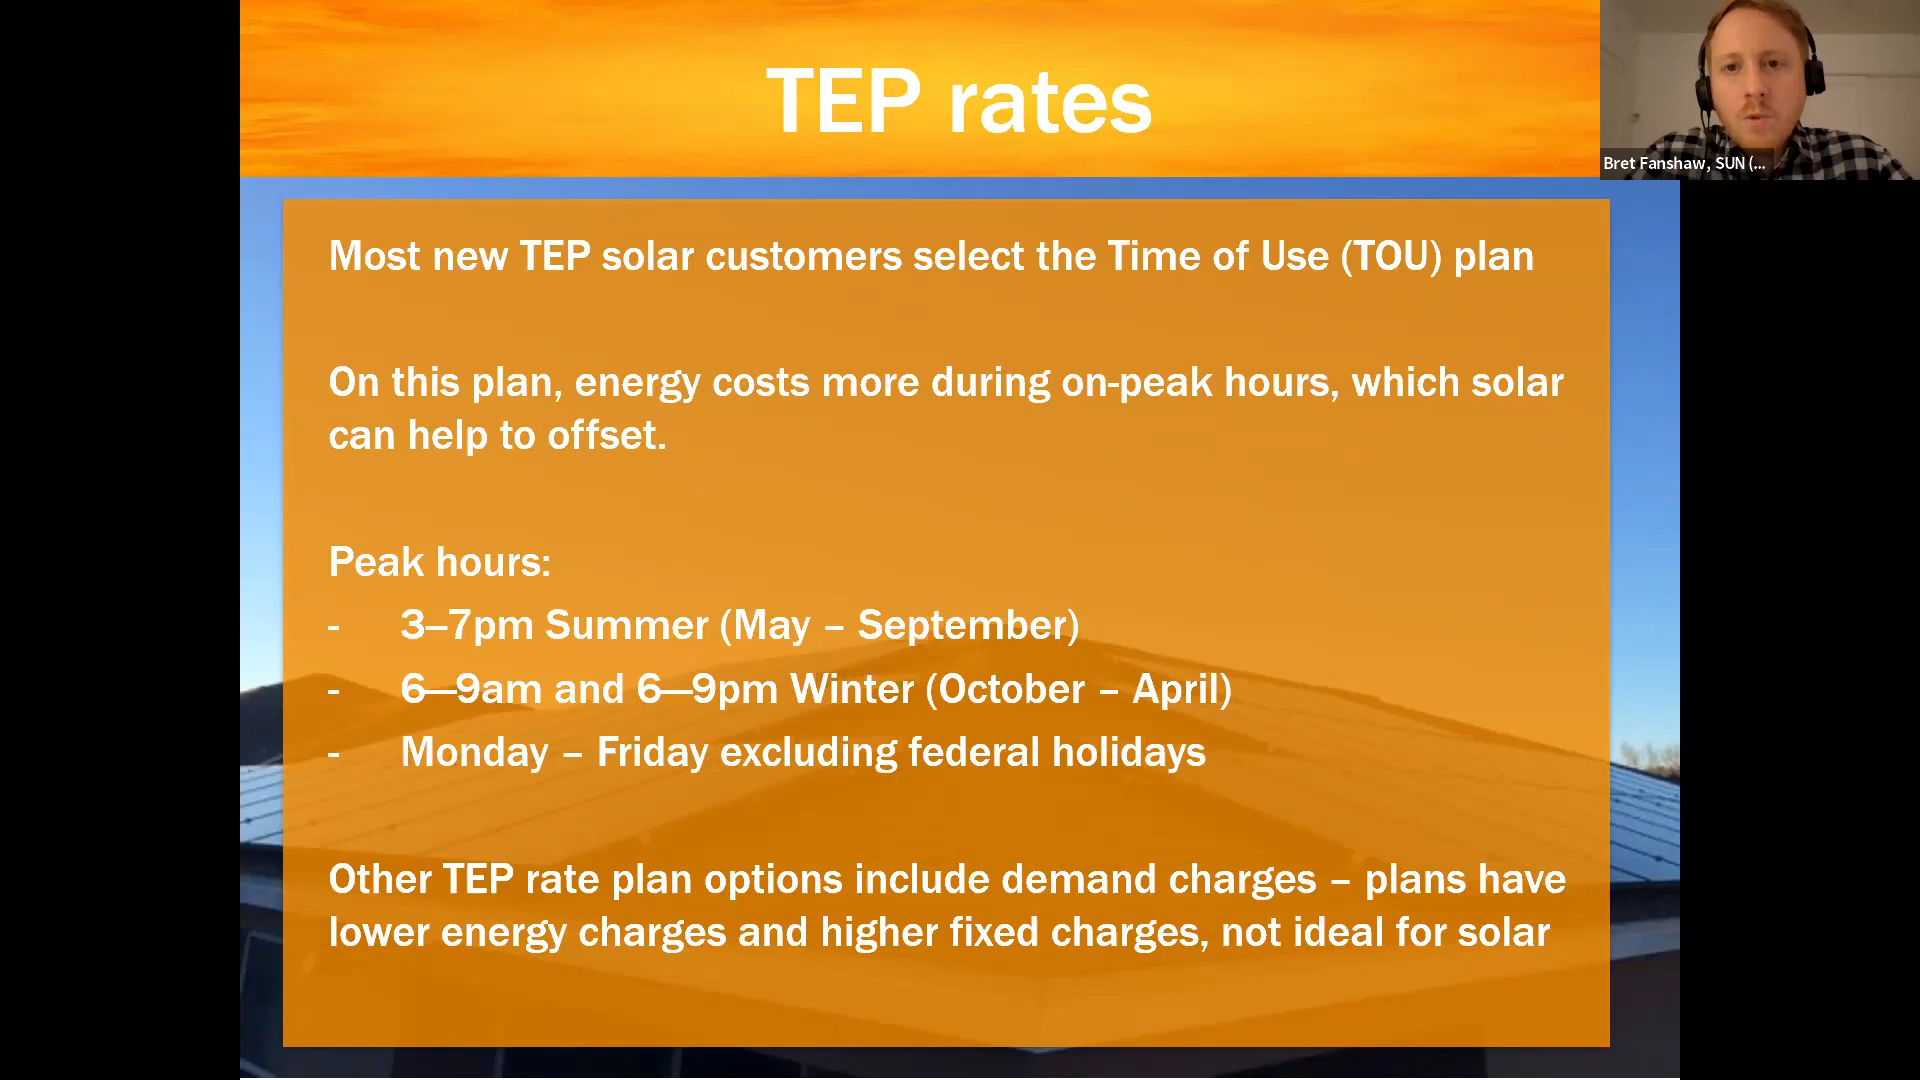 TEP rates
Bret Fanshaw, SUN (...
Most new TEP solar customers select the Time of Use (TOU) plan
On this plan, energy costs more during on-peak hours, which solar
can help to offset.
Peak hours:
- 3–7pm Summer (May – September)
- 6—9am and 6—9pm Winter (October – April)
- Monday – Friday excluding federal holidays
Other TEP rate plan options include demand charges – plans have
lower energy charges and higher fixed charges, not ideal for solar